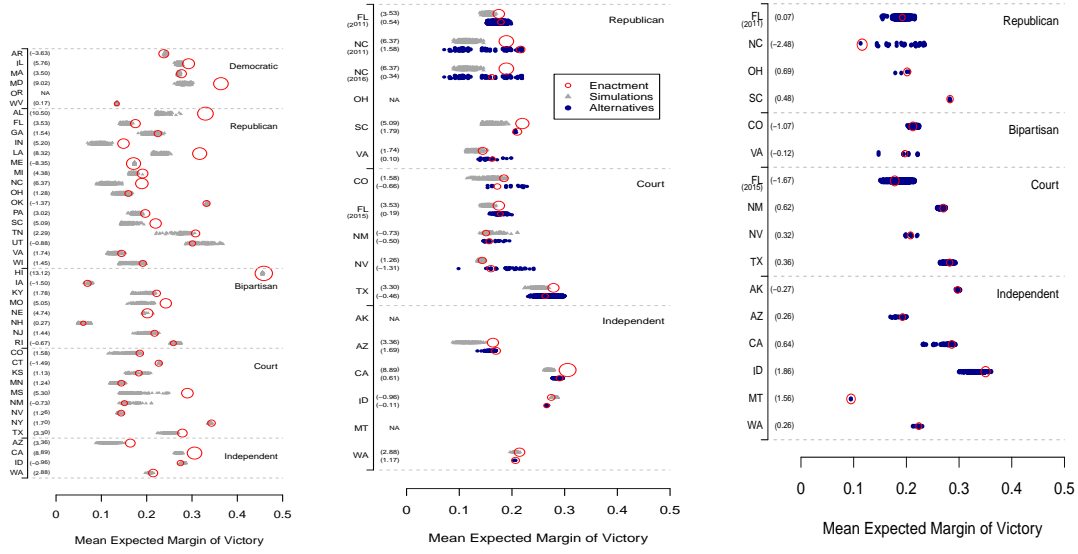 AR (−3.63)
IL (5.76)
MA (3.50)
MD (9.02)
OR NA
WV (0.17)
Democratic
AL (10.50)
FL (3.53)
GA (1.54)
IN (5.20)
LA (8.32)
ME (−8.35)
MI (4.38)
NC (6.37)
OH (1.28)
OK (−1.37)
PA (3.02)
SC (5.09)
TN (2.29)
UT (−0.88)
VA (1.74)
WI (1.45)
Republican
HI (13.12)
IA (−1.50)
KY (1.78)
MO (5.05)
NE (4.74)
NH (0.27)
NJ (1.44)
RI (−0.67)
Bipartisan
CO (1.58)
CT (−1.49)
KS (1.13)
MN (1.24)
MS (5.30)
NM (−0.73)
NV (1.26)
NY (1.70)
TX (3.30)
Court
AZ (3.36)
CA (8.89)
ID (−0.96)
WA (2.88)
Independent
0 0.1 0.2 0.3 0.4 0.5
Mean Expected Margin of Victory
FL (2011) (3.53) (0.54)
NC (2011) (6.37) (1.58)
NC (2016) (6.37) (0.34)
OH NA
SC (5.09) (1.79)
VA (1.74) (0.10)
Republican
Enactment
Simulations
Alternatives
CO (1.58) (−0.66)
FL (2015) (3.53) (0.19)
NM (−0.73) (−0.50)
NV (1.26) (−1.31)
TX (3.30) (−0.46)
Court
AK NA
AZ (3.36) (1.69)
CA (8.89) (0.61)
ID (−0.96) (−0.11)
MT NA
WA (2.88) (1.17)
Independent
0 0.1 0.2 0.3 0.4 0.5
Mean Expected Margin of Victory
FL (2011) (0.07)
NC (−2.48)
OH (0.69)
SC (0.48)
Republican
CO (−1.07)
VA (−0.12)
Bipartisan
FL (2015) (−1.67)
NM (0.62)
NV (0.32)
TX (0.36)
Court
AK (−0.27)
AZ (0.26)
CA (0.64)
ID (1.86)
MT (1.56)
WA (0.26)
Independent
0 0.1 0.2 0.3 0.4 0.5
Mean Expected Margin of Victory